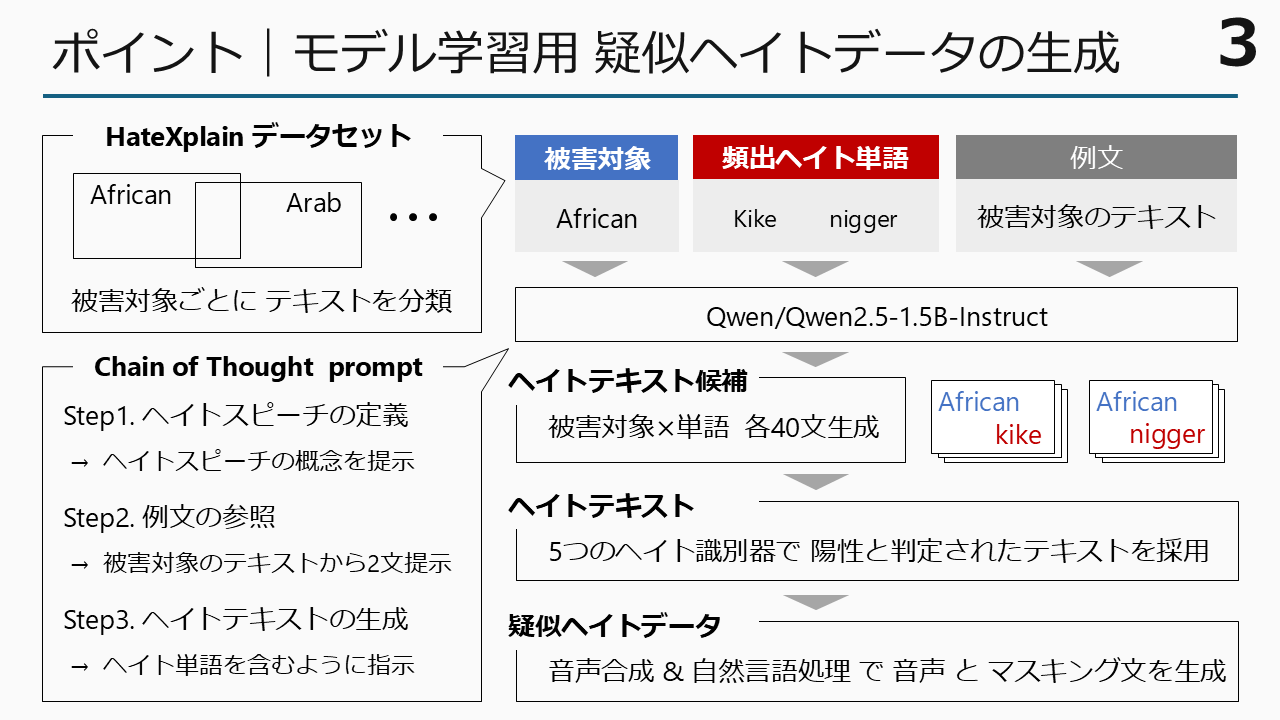 ポイント｜モデル学習用 疑似ヘイトデータの生成
3
HateXplain データセット
African
Arab
・・・
被害対象ごとに テキストを分類
Chain of Thought prompt
Step1. ヘイトスピーチの定義
→ ヘイトスピーチの概念を提示
Step2. 例文の参照
→ 被害対象のテキストから2文提示
Step3. ヘイトテキストの生成
→ ヘイト単語を含むように指示
被害対象
頻出ヘイト単語
例文
African
Kike nigger
被害対象のテキスト
Qwen/Qwen2.5-1.5B-Instruct
ヘイトテキスト候補
被害対象×単語 各40文生成
African
kike
African
nigger
ヘイトテキスト
5つのヘイト識別器で 陽性と判定されたテキストを採用
疑似ヘイトデータ
音声合成 & 自然言語処理 で 音声 と マスキング文を生成